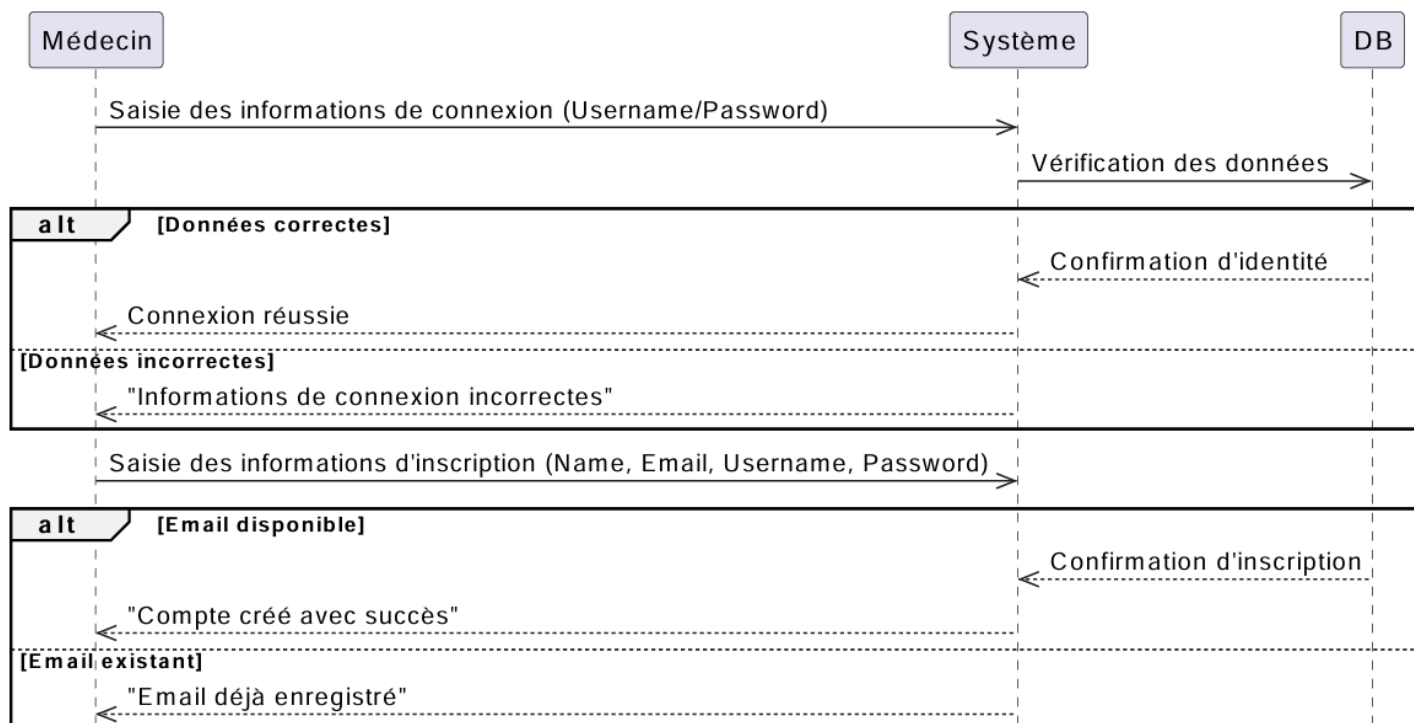 Médecin Système DB
Saisie des informations de connexion (Username/Password)
Vérification des données
alt [Données correctes]
Confirmation d'identité
Connexion réussie
[Données incorrectes]
"Informations de connexion incorrectes"
Saisie des informations d'inscription (Name, Email, Username, Password)
alt [Email disponible]
Confirmation d'inscription
"Compte créé avec succès"
[Email existant]
"Email déjà enregistré"